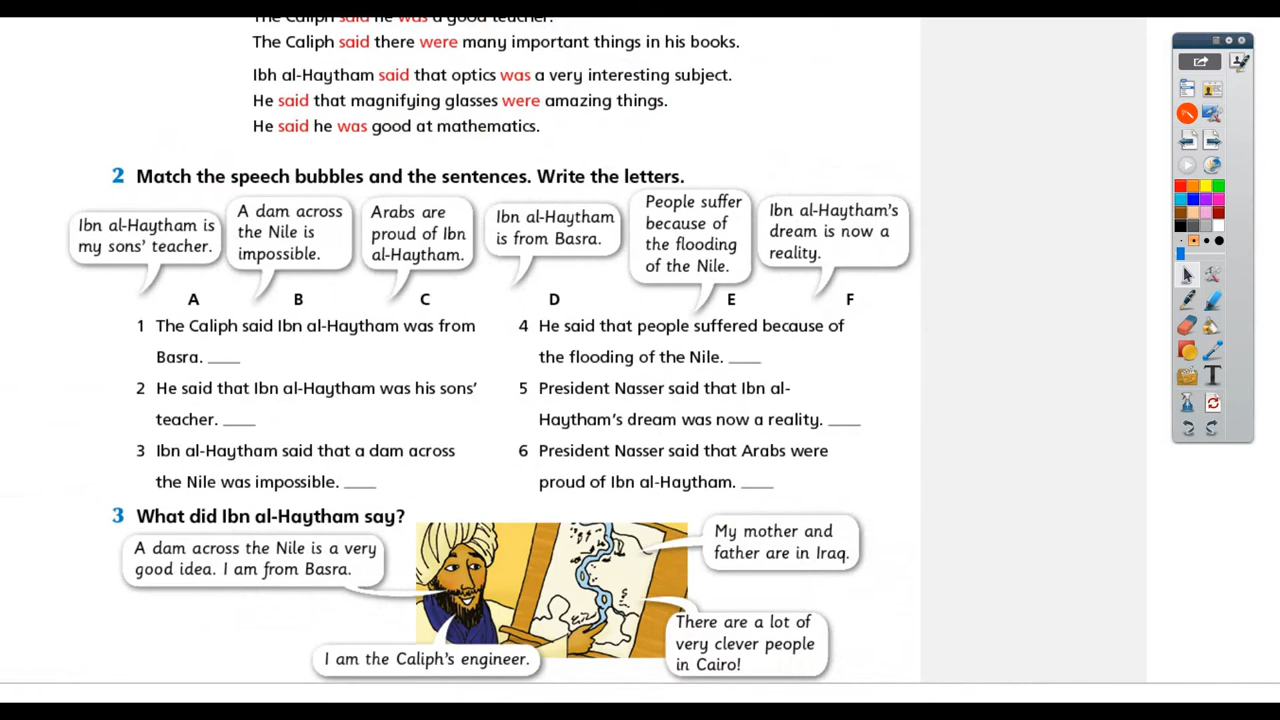 The Caliph said he was a good teacher.
The Caliph said there were many important things in his books.
Ibh al-Haytham said that optics was a very interesting subject.
He said that magnifying glasses were amazing things.
He said he was good at mathematics.
2 Match the speech bubbles and the sentences. Write the letters.
Ibn al-Haytham is
my sons’ teacher.
A dam across
the Nile is
impossible.
Arabs are
proud of Ibn
al-Haytham.
Ibn al-Haytham
is from Basra.
People suffer
because of
the flooding
of the Nile.
Ibn al-Haytham’s
dream is now a
reality.
A B C D E F
1 The Caliph said Ibn al-Haytham was from
Basra. ____
2 He said that Ibn al-Haytham was his sons’
teacher. ____
3 Ibn al-Haytham said that a dam across
the Nile was impossible. ____
4 He said that people suffered because of
the flooding of the Nile. ____
5 President Nasser said that Ibn al-
Haytham’s dream was now a reality. ____
6 President Nasser said that Arabs were
proud of Ibn al-Haytham. ____
3 What did Ibn al-Haytham say?
A dam across the Nile is a very
good idea. I am from Basra.
My mother and
father are in Iraq.
I am the Caliph’s engineer.
There are a lot of
very clever people
in Cairo!
T